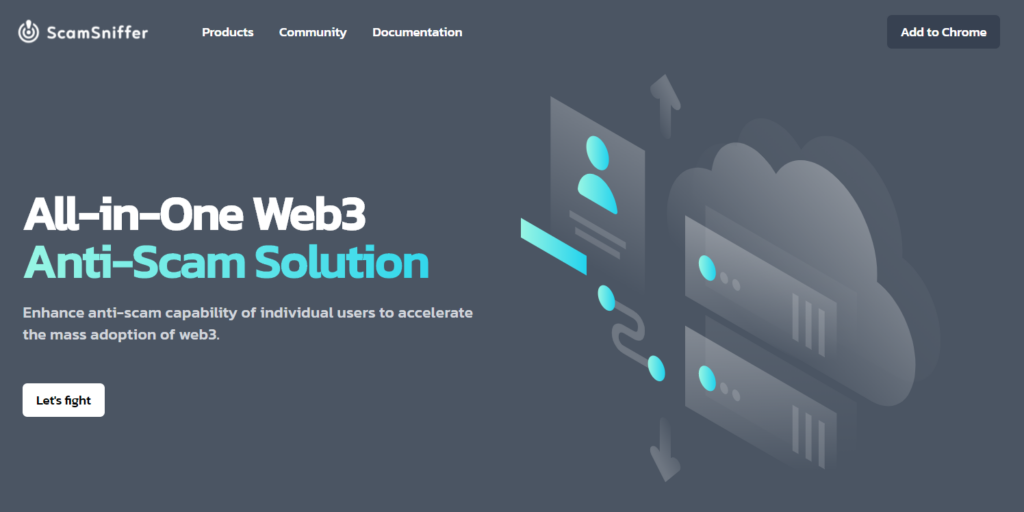 ScamSniffer
Products
Community
Documentation
Add to Chrome
All-in-One Web3
Anti-Scam Solution
Enhance anti-scam capability of individual users to accelerate
the mass adoption of web3.
Let's fight